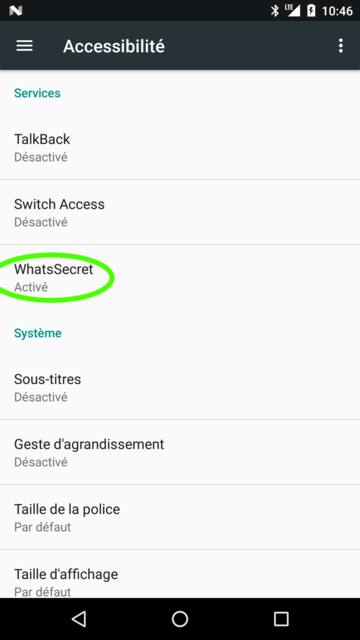 LTE 10:46
Accessibilité
Services
TalkBack
Désactivé
Switch Access
Désactivé
WhatsSecret
Activé
Système
Sous-titres
Désactivé
Geste d'agrandissement
Désactivé
Taille de la police
Par défaut
Taille d'affichage
Par défaut